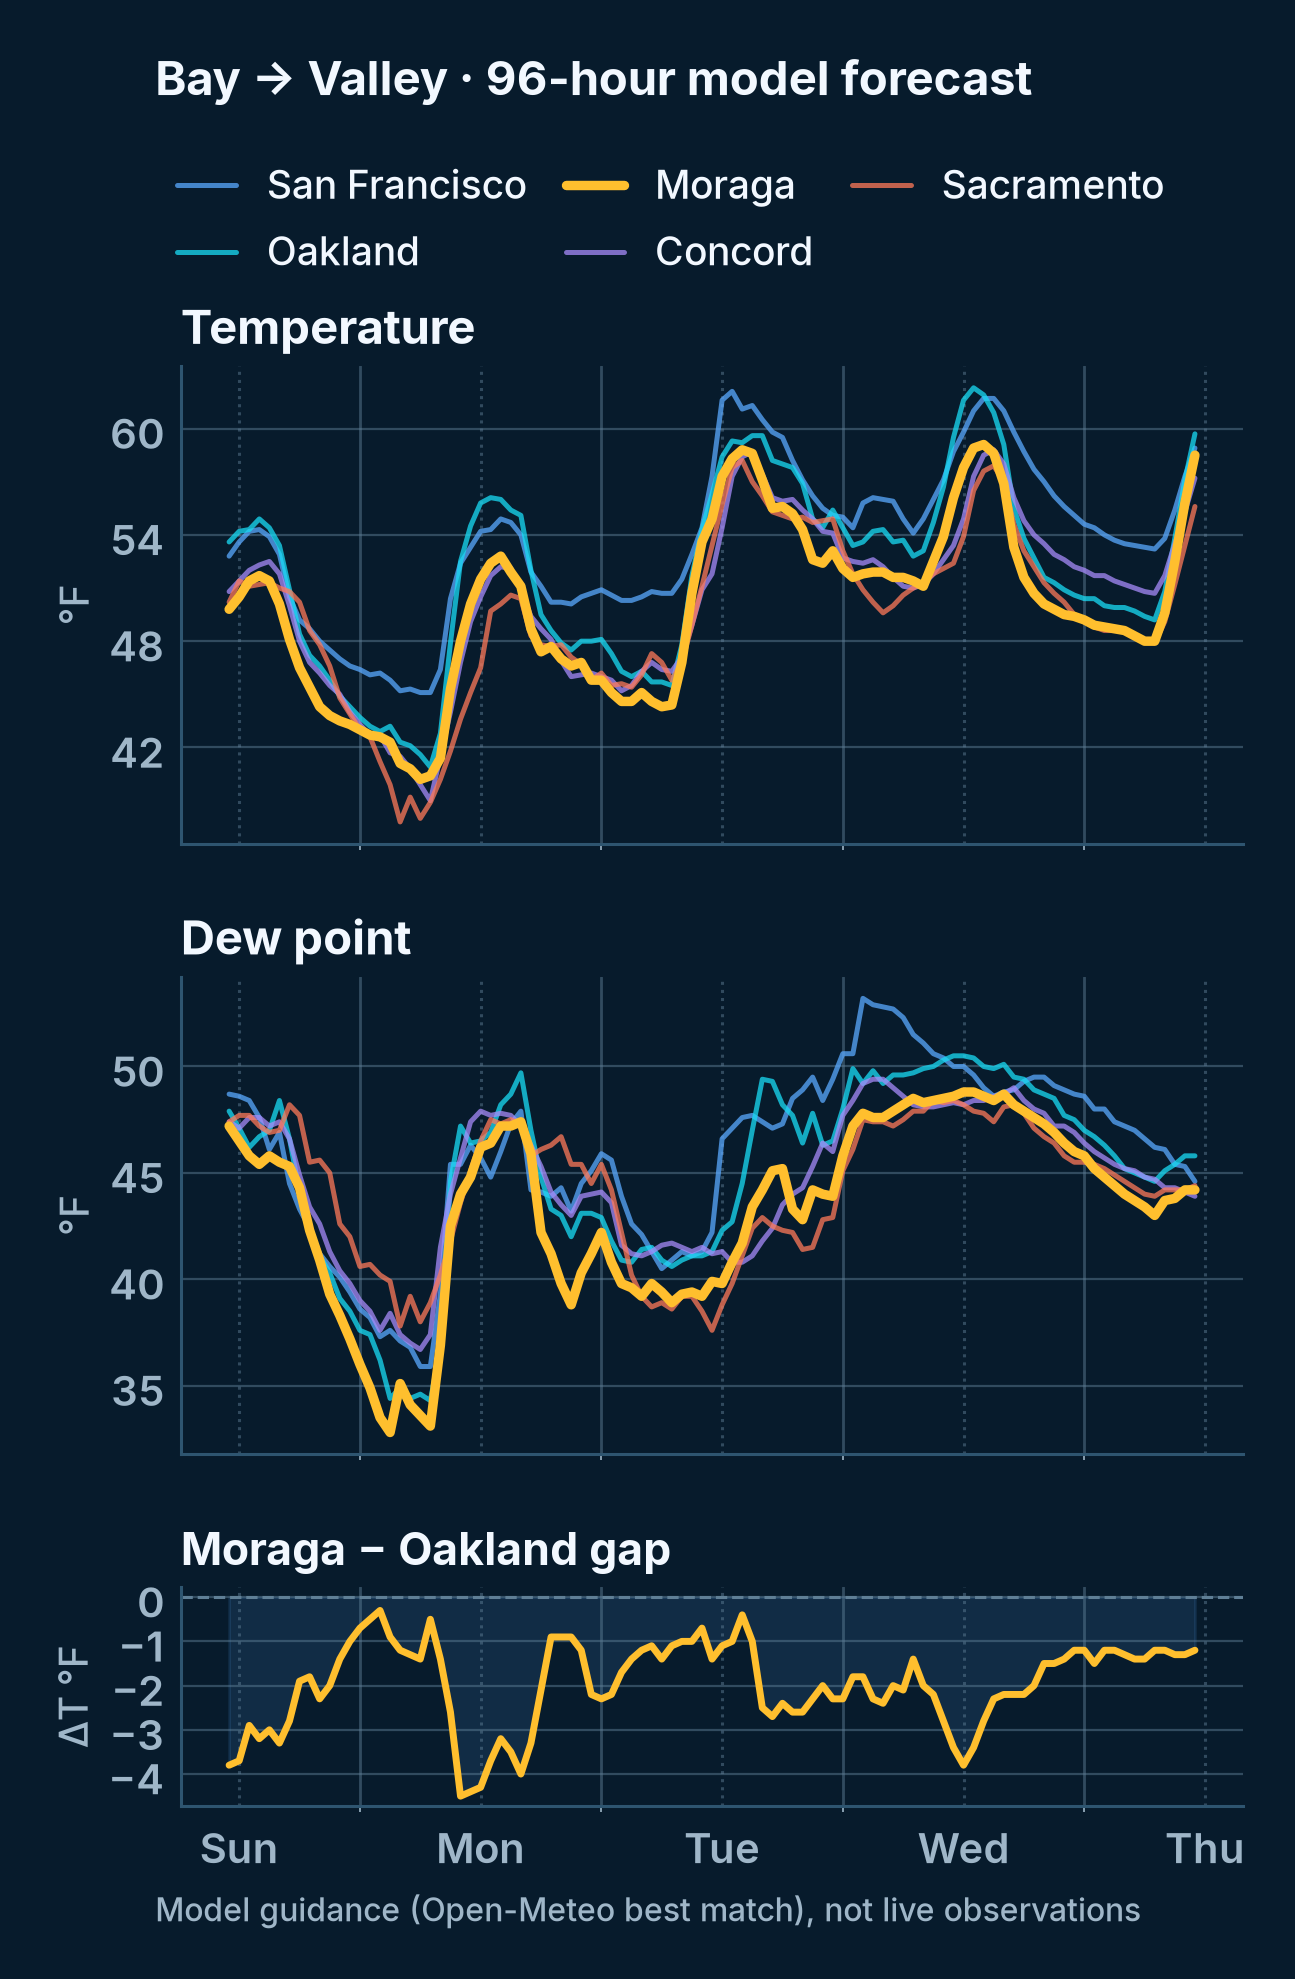 Bay → Valley · 96-hour model forecast
San Francisco Moraga Sacramento
Oakland Concord
Temperature
60
54
48
42
°F
Dew point
50
45
40
35
°F
Moraga − Oakland gap
0
−1
−2
−3
−4
ΔT °F
Sun Mon Tue Wed Thu
Model guidance (Open-Meteo best match), not live observations